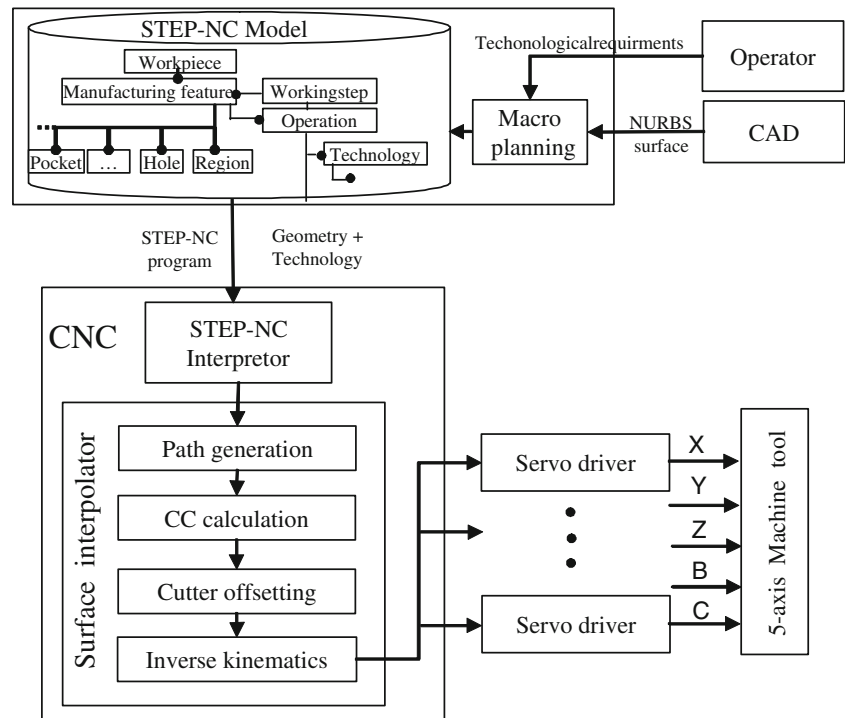 STEP-NC Model
Workpiece
Manufacturing feature
Workingstep
Operation
Technology
Pocket
...
Hole
Region
Techonologicalrequirments
Operator
Macro
planning
NURBS
surface
CAD
STEP-NC
program
Geometry +
Technology
CNC
STEP-NC
Interpretor
Surface interpolator
Path generation
CC calculation
Cutter offsetting
Inverse kinematics
Servo driver
Servo driver
X
Y
Z
B
C
5-axis Machine tool